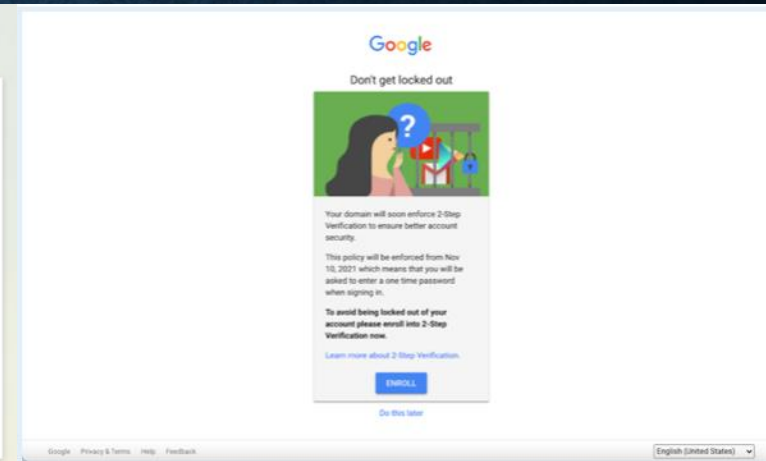 Google
Don't get locked out
?
Your domain will soon enforce 2-Step
Verification to ensure better account
security.
This policy will be enforced from Nov
10, 2021 which means that you will be
asked to enter a one time password
when signing in.
To avoid being locked out of your
account please enroll into 2-Step
Verification now.
Learn more about 2-Step Verification.
ENROLL
Do this later
Google Privacy & Terms Help Feedback English (United States)